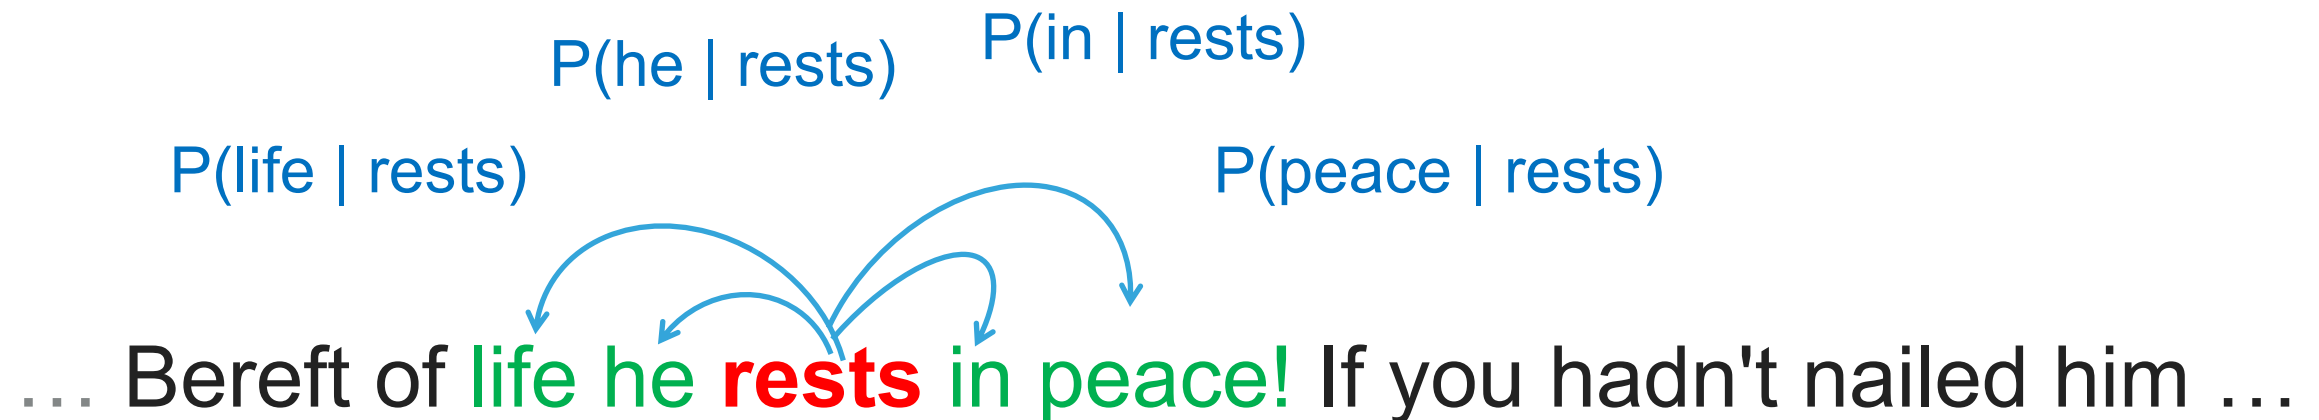 P(in | rests)
P(he | rests)
P(life | rests)
P(peace | rests)
… Bereft of life he rests in peace! If you hadn't nailed him …